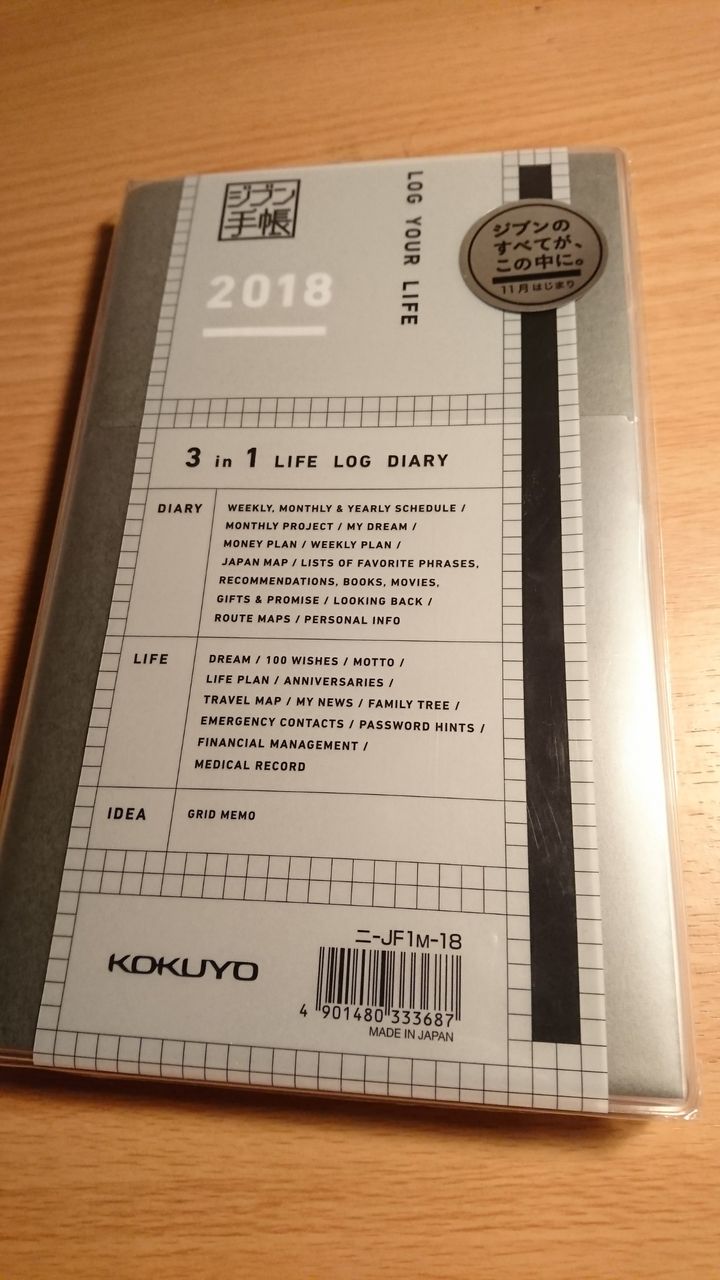 ジブン
手帳
LOG YOUR LIFE
2018
ジブンの
すべてが、
この中に。
11月はじまり
3 in 1 LIFE LOG DIARY
DIARY
WEEKLY, MONTHLY & YEARLY SCHEDULE /
MONTHLY PROJECT / MY DREAM /
MONEY PLAN / WEEKLY PLAN /
JAPAN MAP / LISTS OF FAVORITE PHRASES,
RECOMMENDATIONS, BOOKS, MOVIES,
GIFTS & PROMISE / LOOKING BACK /
ROUTE MAPS / PERSONAL INFO
LIFE
DREAM / 100 WISHES / MOTTO /
LIFE PLAN / ANNIVERSARIES /
TRAVEL MAP / MY NEWS / FAMILY TREE /
EMERGENCY CONTACTS / PASSWORD HINTS /
FINANCIAL MANAGEMENT /
MEDICAL RECORD
IDEA
GRID MEMO
KOKUYO
ニ-JF1M-18
4 901480 333687
MADE IN JAPAN